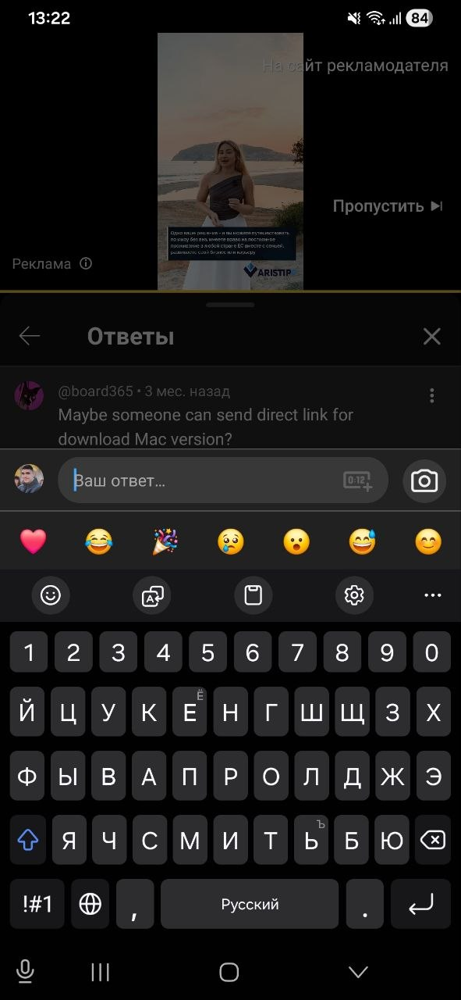 13:22
84
На сайт рекламодателя
Пропустить
Одно ваше решение - и вы можете путешествовать
по миру без виз, имеете право на постоянное
проживание в любой стране ЕС вместе с семьей,
развивать свой бизнес или карьеру
ARISTIP
Реклама
Ответы
@board365 • 3 мес. назад
Maybe someone can send direct link for
download Mac version?
Ваш ответ...
0:12
1 2 3 4 5 6 7 8 9 0
Й Ц У К Е Ё Н Г Ш Щ З Х
Ф Ы В А П Р О Л Д Ж Э
Я Ч С М И Т Ь Ъ Б Ю
!#1 , Русский .